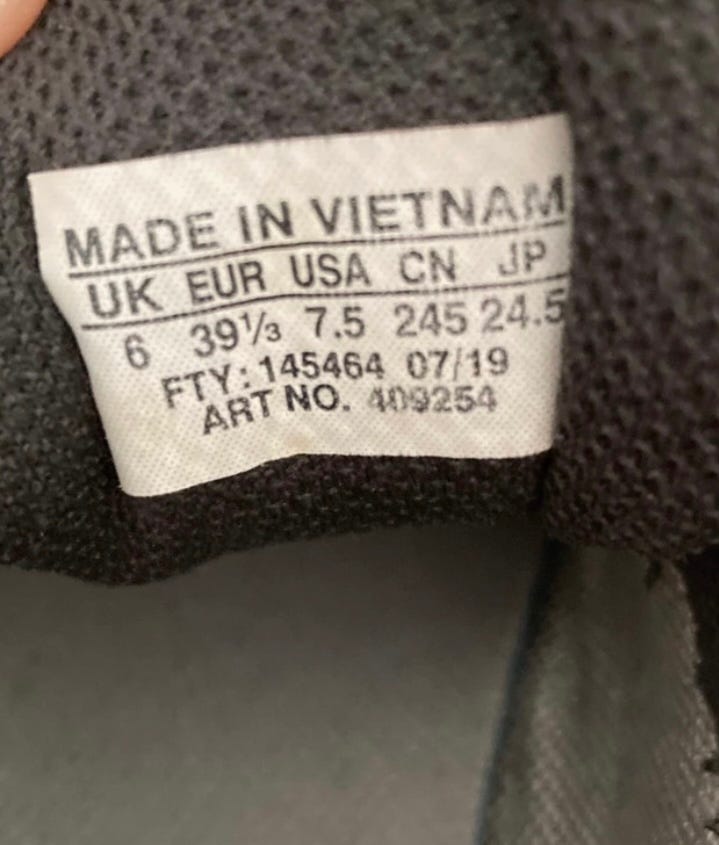 MADE IN VIETNAM
UK EUR USA CN JP
6 39⅓ 7.5 245 24.5
FTY: 145464 07/19
ART NO. 409254